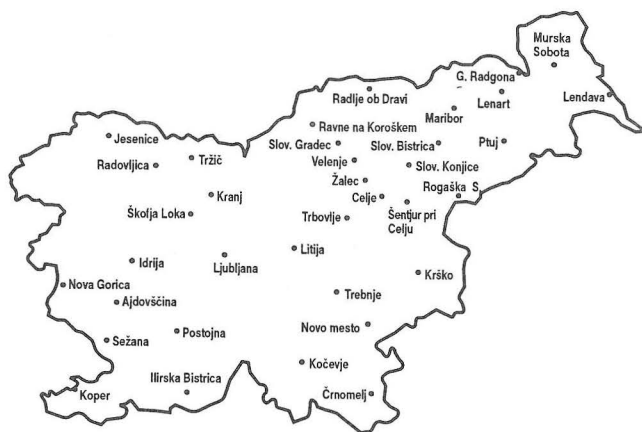 Murska
Sobota
G. Radgona
Radlje ob Dravi
Lenart
Lendava
Maribor
Ravne na Koroškem
Jesenice
Slov. Gradec
Slov. Bistrica
Ptuj
Tržič
Radovljica
Velenje
Slov. Konjice
Žalec
Rogaška S.
Kranj
Celje
Škofja Loka
Trbovlje
Šentjur pri
Celju
Litija
Idrija
Ljubljana
Krško
Nova Gorica
Trebnje
Ajdovščina
Novo mesto
Postojna
Sežana
Kočevje
Ilirska Bistrica
Koper
Črnomelj